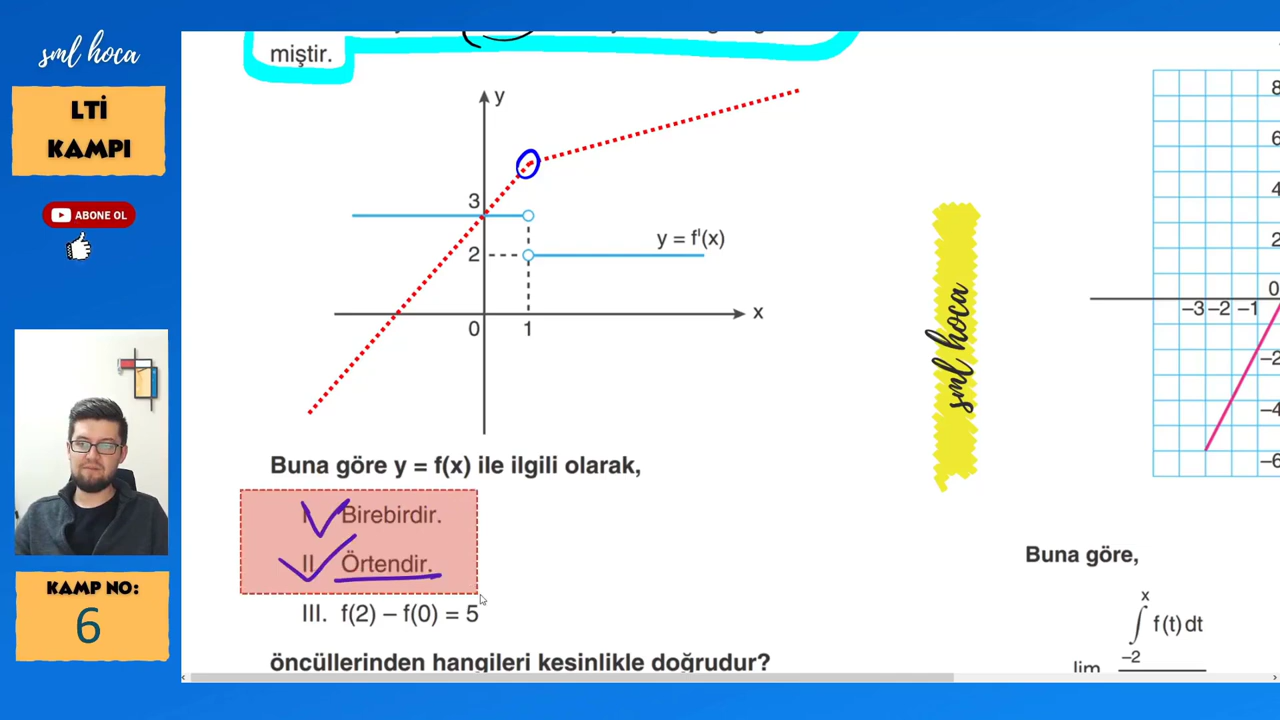 sml hoca
LTİ
KAMPI
ABONE OL
KAMP NO:
6
miştir.
y
3
y = f'(x)
2
x
0
1
Buna göre y = f(x) ile ilgili olarak,
I. Birebirdir.
II. Örtendir.
III. f(2) – f(0) = 5
öncüllerinden hangileri kesinlikle doğrudur?
sml hoca
8
6
4
2
0
–3 –2 –1
–2
–4
–6
Buna göre,
x
∫ f(t) dt
–2
lim